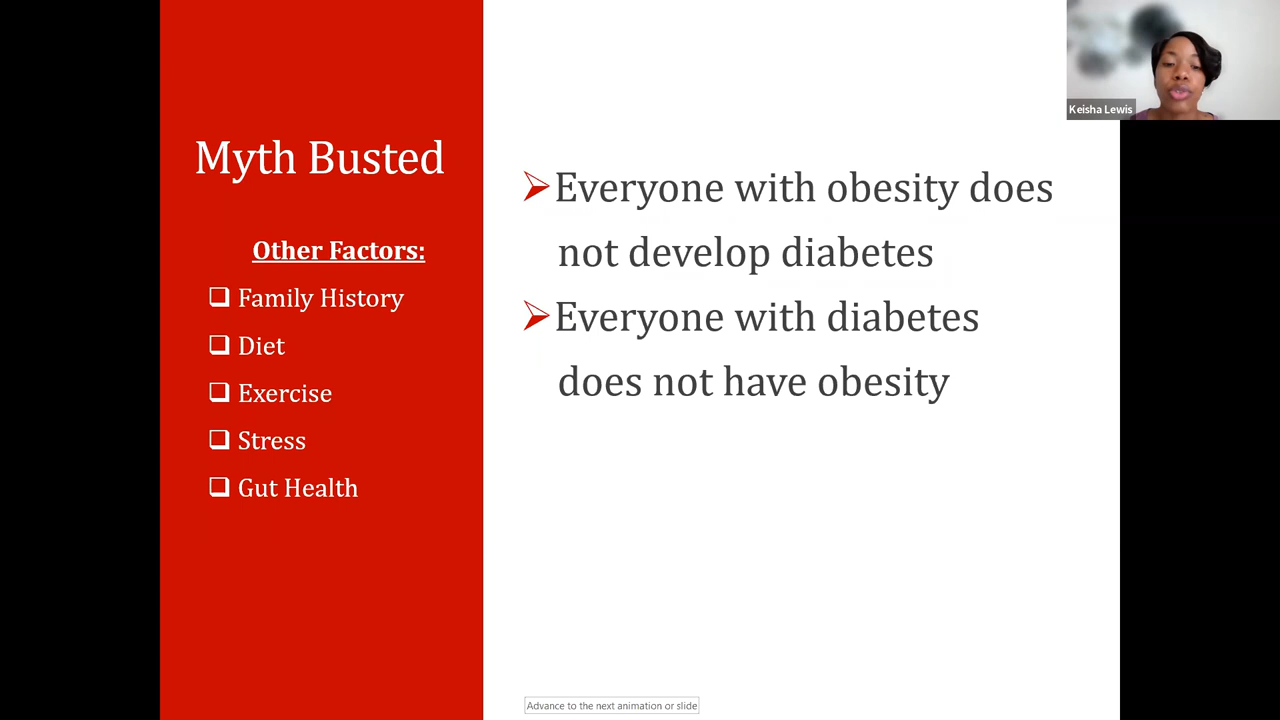 Myth Busted
Other Factors:
❑ Family History
❑ Diet
❑ Exercise
❑ Stress
❑ Gut Health
➢Everyone with obesity does
not develop diabetes
➢Everyone with diabetes
does not have obesity
Keisha Lewis
Advance to the next animation or slide